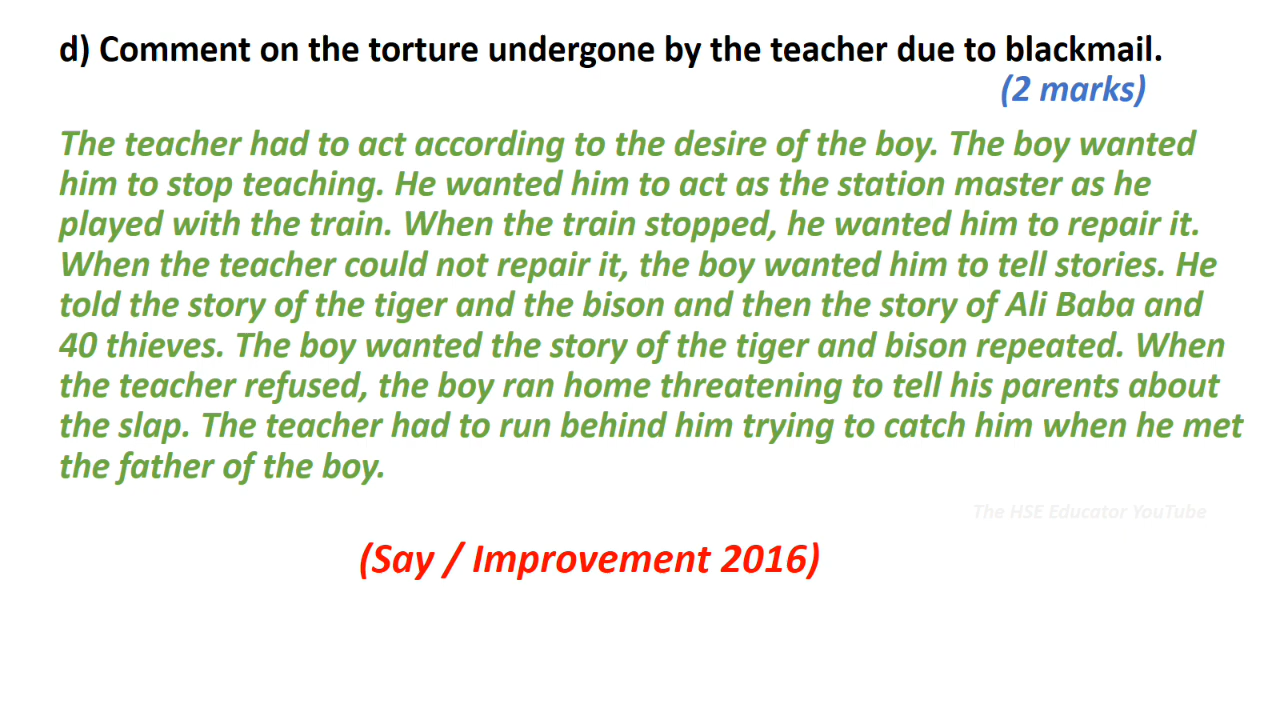 d) Comment on the torture undergone by the teacher due to blackmail.
(2 marks)
The teacher had to act according to the desire of the boy. The boy wanted
him to stop teaching. He wanted him to act as the station master as he
played with the train. When the train stopped, he wanted him to repair it.
When the teacher could not repair it, the boy wanted him to tell stories. He
told the story of the tiger and the bison and then the story of Ali Baba and
40 thieves. The boy wanted the story of the tiger and bison repeated. When
the teacher refused, the boy ran home threatening to tell his parents about
the slap. The teacher had to run behind him trying to catch him when he met
the father of the boy.
The HSE Educator YouTube
(Say / Improvement 2016)